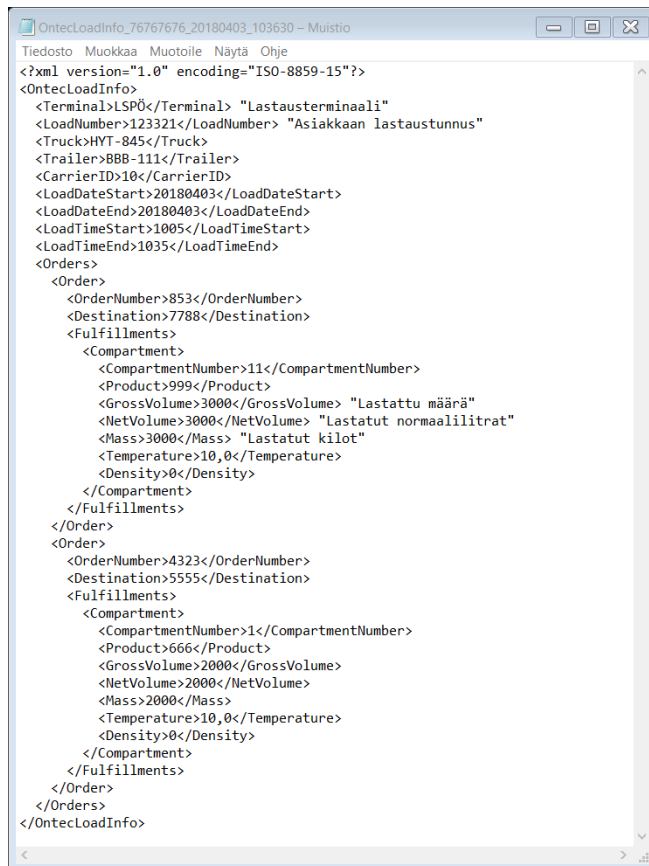 OntecLoadInfo_76767676_20180403_103630 – Muistio
Tiedosto Muokkaa Muotoile Näytä Ohje
<?xml version="1.0" encoding="ISO-8859-15"?>
<OntecLoadInfo>
  <Terminal>LSPÖ</Terminal> "Lastausterminaali"
  <LoadNumber>123321</LoadNumber> "Asiakkaan lastaustunnus"
  <Truck>HYT-845</Truck>
  <Trailer>BBB-111</Trailer>
  <CarrierID>10</CarrierID>
  <LoadDateStart>20180403</LoadDateStart>
  <LoadDateEnd>20180403</LoadDateEnd>
  <LoadTimeStart>1005</LoadTimeStart>
  <LoadTimeEnd>1035</LoadTimeEnd>
  <Orders>
    <Order>
      <OrderNumber>853</OrderNumber>
      <Destination>7788</Destination>
      <Fulfillments>
        <Compartment>
          <CompartmentNumber>11</CompartmentNumber>
          <Product>999</Product>
          <GrossVolume>3000</GrossVolume> "Lastattu määrä"
          <NetVolume>3000</NetVolume> "Lastatut normaalilitrat"
          <Mass>3000</Mass> "Lastatut kilot"
          <Temperature>10,0</Temperature>
          <Density>0</Density>
        </Compartment>
      </Fulfillments>
    </Order>
    <Order>
      <OrderNumber>4323</OrderNumber>
      <Destination>5555</Destination>
      <Fulfillments>
        <Compartment>
          <CompartmentNumber>1</CompartmentNumber>
          <Product>666</Product>
          <GrossVolume>2000</GrossVolume>
          <NetVolume>2000</NetVolume>
          <Mass>2000</Mass>
          <Temperature>10,0</Temperature>
          <Density>0</Density>
        </Compartment>
      </Fulfillments>
    </Order>
  </Orders>
</OntecLoadInfo>